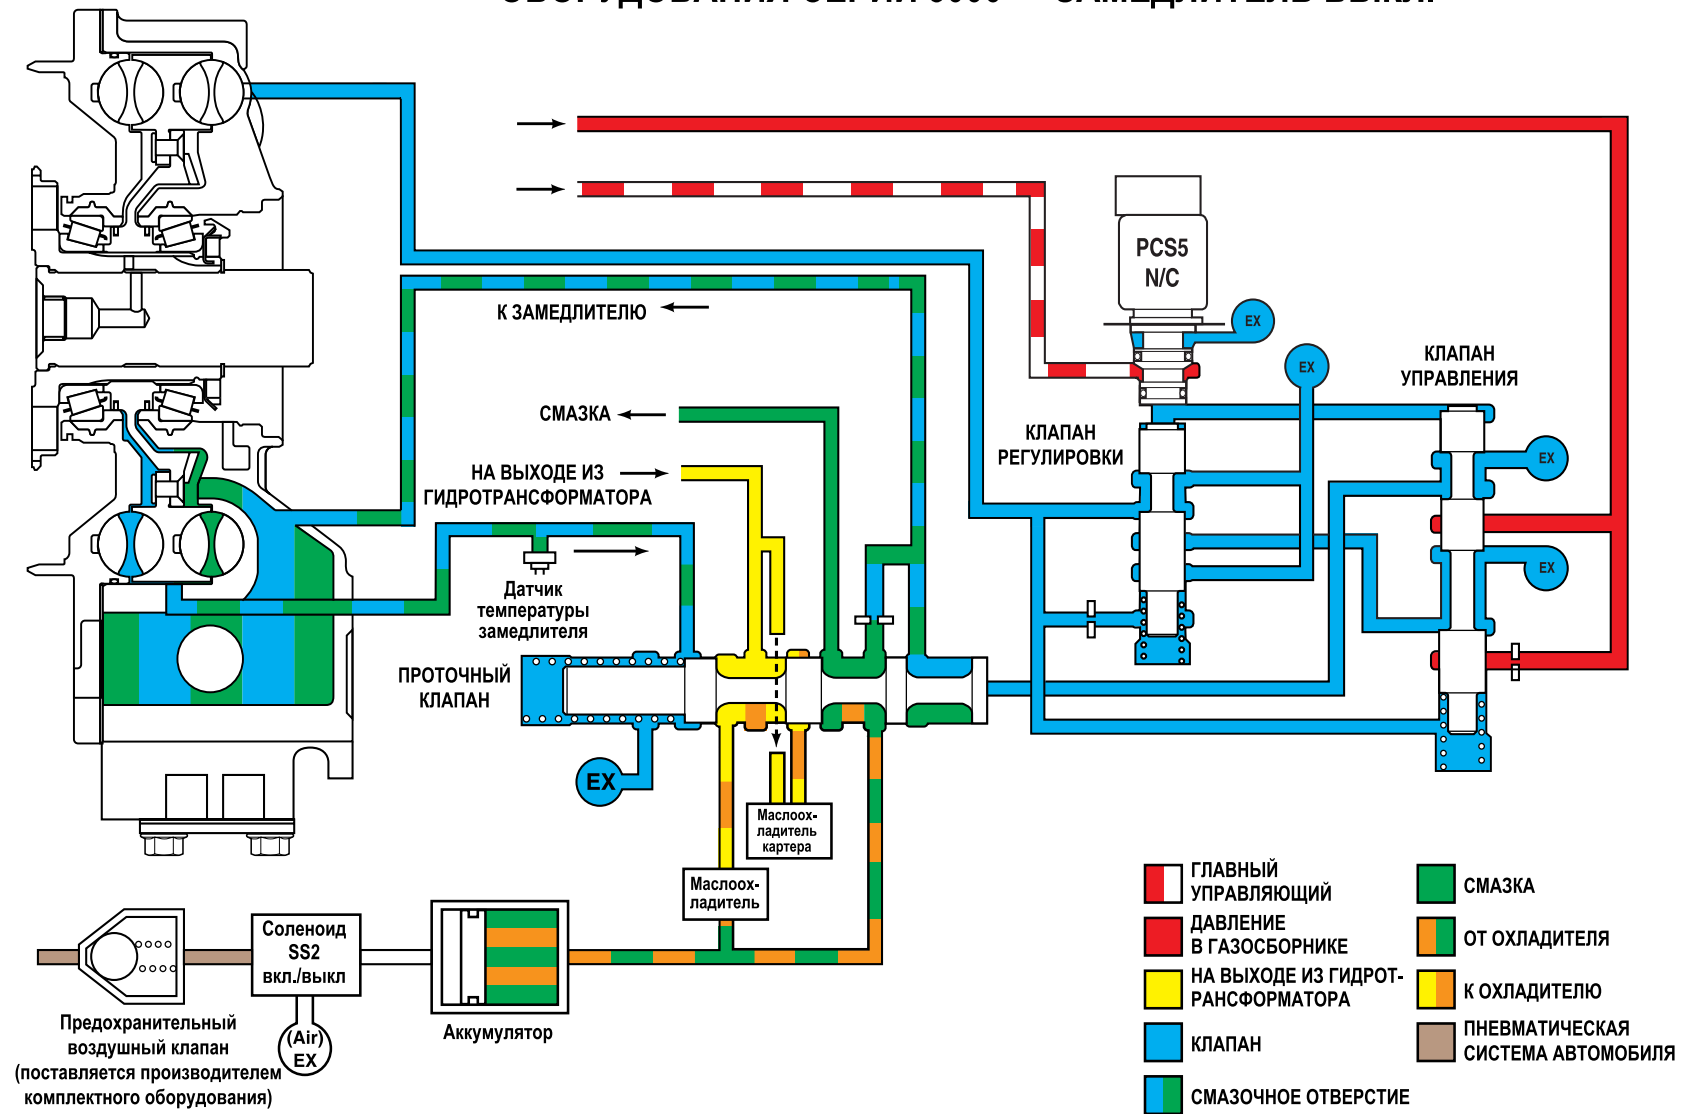 PCS5
N/C
EX
EX
К ЗАМЕДЛИТЕЛЮ
КЛАПАН
УПРАВЛЕНИЯ
СМАЗКА
КЛАПАН
РЕГУЛИРОВКИ
EX
НА ВЫХОДЕ ИЗ
ГИДРОТРАНСФОРМАТОРА
EX
Датчик
температуры
замедлителя
ПРОТОЧНЫЙ
КЛАПАН
EX
Маслоох-
ладитель
картера
Маслоох-
ладитель
Соленоид
SS2
вкл./выкл
(Air)
EX
Аккумулятор
Предохранительный
воздушный клапан
(поставляется производителем
комплектного оборудования)
ГЛАВНЫЙ
УПРАВЛЯЮЩИЙ
ДАВЛЕНИЕ
В ГАЗОСБОРНИКЕ
НА ВЫХОДЕ ИЗ ГИДРОТ-
РАНСФОРМАТОРА
КЛАПАН
СМАЗОЧНОЕ ОТВЕРСТИЕ
СМАЗКА
ОТ ОХЛАДИТЕЛЯ
К ОХЛАДИТЕЛЮ
ПНЕВМАТИЧЕСКАЯ
СИСТЕМА АВТОМОБИЛЯ